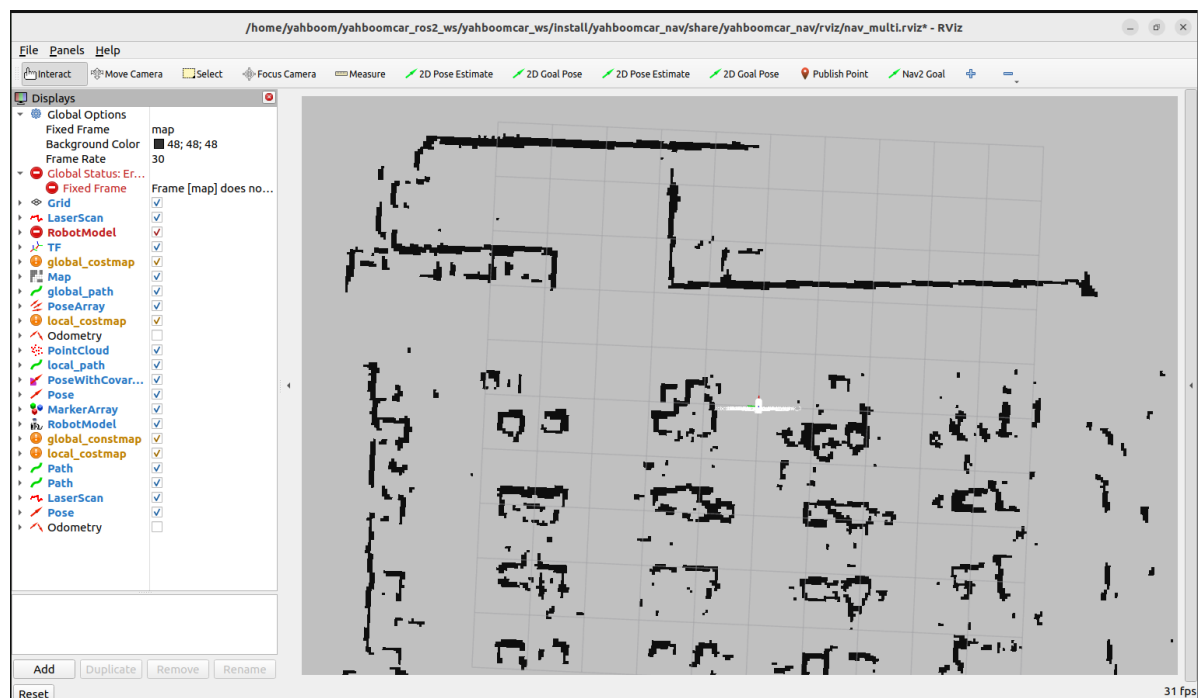 /home/yahboom/yahboomcar_ros2_ws/yahboomcar_ws/install/yahboomcar_nav/share/yahboomcar_nav/rviz/nav_multi.rviz* - RViz
File Panels Help
Interact Move Camera Select Focus Camera Measure 2D Pose Estimate 2D Goal Pose 2D Pose Estimate 2D Goal Pose Publish Point Nav2 Goal
Displays
Global Options
Fixed Frame map
Background Color 48; 48; 48
Frame Rate 30
Global Status: Er...
Fixed Frame Frame [map] does no...
Grid
LaserScan
RobotModel
TF
global_costmap
Map
global_path
PoseArray
local_costmap
Odometry
PointCloud
local_path
PoseWithCovar...
Pose
MarkerArray
RobotModel
global_constmap
local_costmap
Path
Path
LaserScan
Pose
Odometry
Add Duplicate Remove Rename
Reset 31 fps